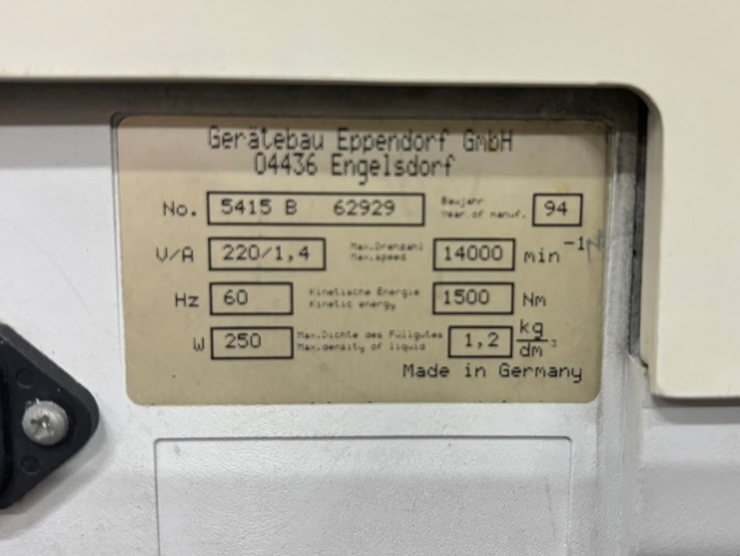 Gerätebau Eppendorf GmbH
04436 Engelsdorf
No. 5415 B 62929 Baujahr Year of manuf. 94
V/A 220/1,4 Max.Drehzahl Max.speed 14000 min⁻¹
Hz 60 Kinetische Energie Kinetic energy 1500 Nm
W 250 Max.Dichte des Füllgutes Max.density of liquid 1,2 kg/dm³
Made in Germany